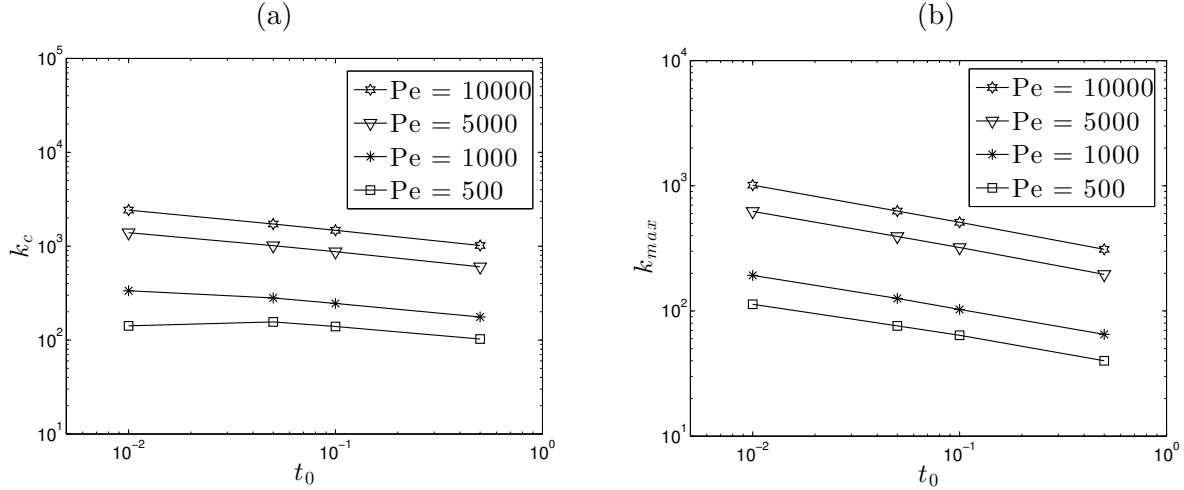 (a)
10^5
10^4
10^3
10^2
10^1
k_c
10^-2
10^-1
10^0
t_0
Pe = 10000
Pe = 5000
Pe = 1000
Pe = 500
(b)
10^4
10^3
10^2
10^1
k_max
10^-2
10^-1
10^0
t_0
Pe = 10000
Pe = 5000
Pe = 1000
Pe = 500